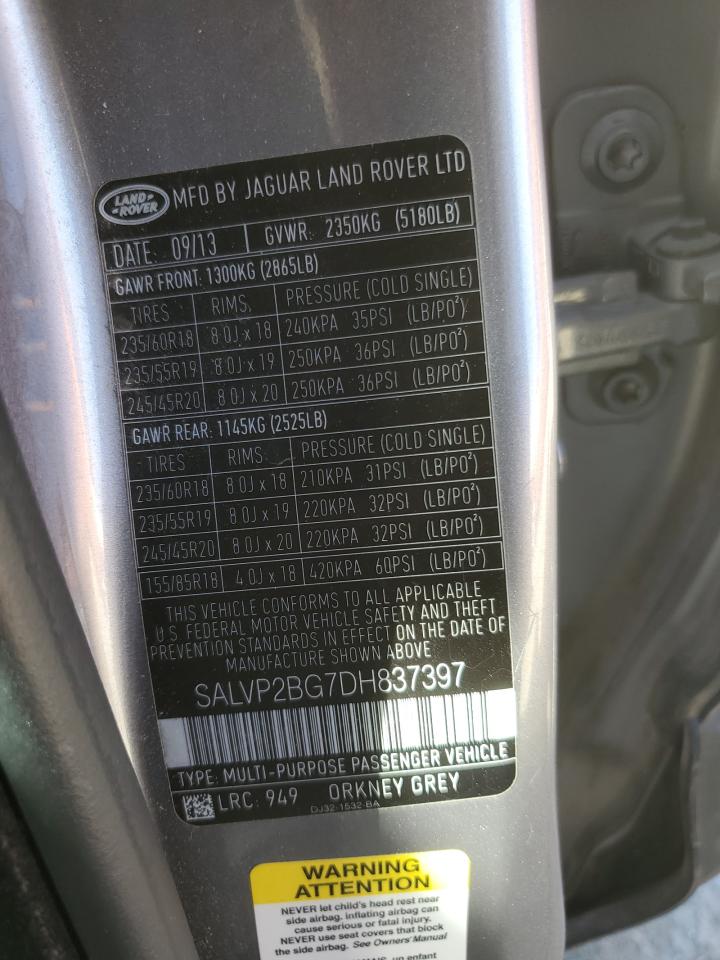 LAND-ROVER MFD BY JAGUAR LAND ROVER LTD
DATE: 09/13 GVWR: 2350KG (5180LB)
GAWR FRONT: 1300KG (2865LB)
TIRES RIMS PRESSURE (COLD SINGLE)
235/60R18 8.0J x 18 240KPA 35PSI (LB/PO²)
235/55R19 8.0J x 19 250KPA 36PSI (LB/PO²)
245/45R20 8.0J x 20 250KPA 36PSI (LB/PO²)
GAWR REAR: 1145KG (2525LB)
TIRES RIMS PRESSURE (COLD SINGLE)
235/60R18 8.0J x 18 210KPA 31PSI (LB/PO²)
235/55R19 8.0J x 19 220KPA 32PSI (LB/PO²)
245/45R20 8.0J x 20 220KPA 32PSI (LB/PO²)
155/85R18 4.0J x 18 420KPA 60PSI (LB/PO²)
THIS VEHICLE CONFORMS TO ALL APPLICABLE
U.S. FEDERAL MOTOR VEHICLE SAFETY AND THEFT
PREVENTION STANDARDS IN EFFECT ON THE DATE OF
MANUFACTURE SHOWN ABOVE
SALVP2BG7DH837397
TYPE: MULTI-PURPOSE PASSENGER VEHICLE
LRC: 949 ORKNEY GREY
DJ32-1532-BA
WARNING
ATTENTION
NEVER let child's head rest near
side airbag. inflating airbag can
cause serious or fatal injury.
NEVER use seat covers that block
the side airbag. See Owners' Manual
un enfant